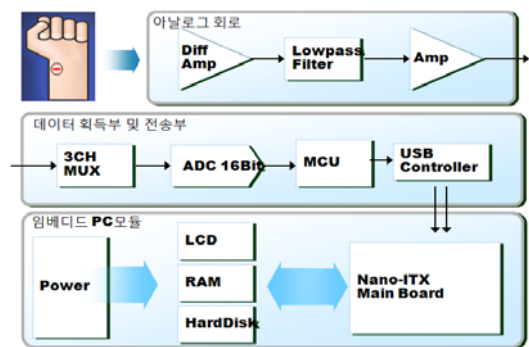 아날로그 회로
Diff
Amp
Lowpass
Filter
Amp
데이터 획득부 및 전송부
3CH
MUX
ADC 16Bit
MCU
USB
Controller
임베디드 PC모듈
Power
LCD
RAM
HardDisk
Nano-ITX
Main Board